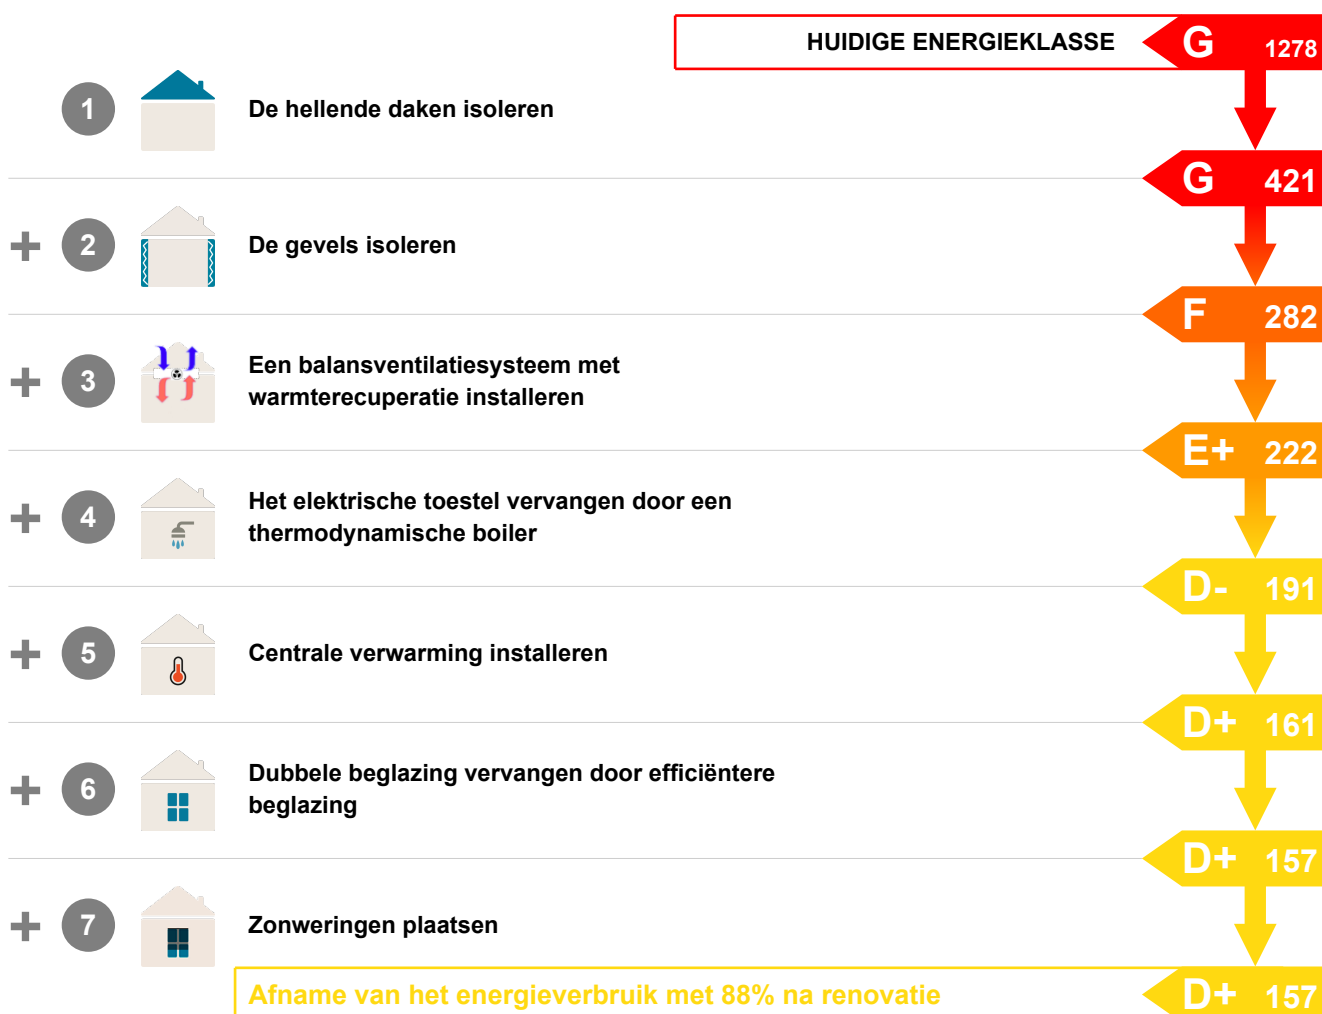 HUIDIGE ENERGIEKLASSE G 1278
1 De hellende daken isoleren
G 421
+ 2 De gevels isoleren
F 282
+ 3 Een balansventilatiesysteem met
warmterecuperatie installeren
E+ 222
+ 4 Het elektrische toestel vervangen door een
thermodynamische boiler
D- 191
+ 5 Centrale verwarming installeren
D+ 161
+ 6 Dubbele beglazing vervangen door efficiëntere
beglazing
D+ 157
+ 7 Zonweringen plaatsen
Afname van het energieverbruik met 88% na renovatie D+ 157